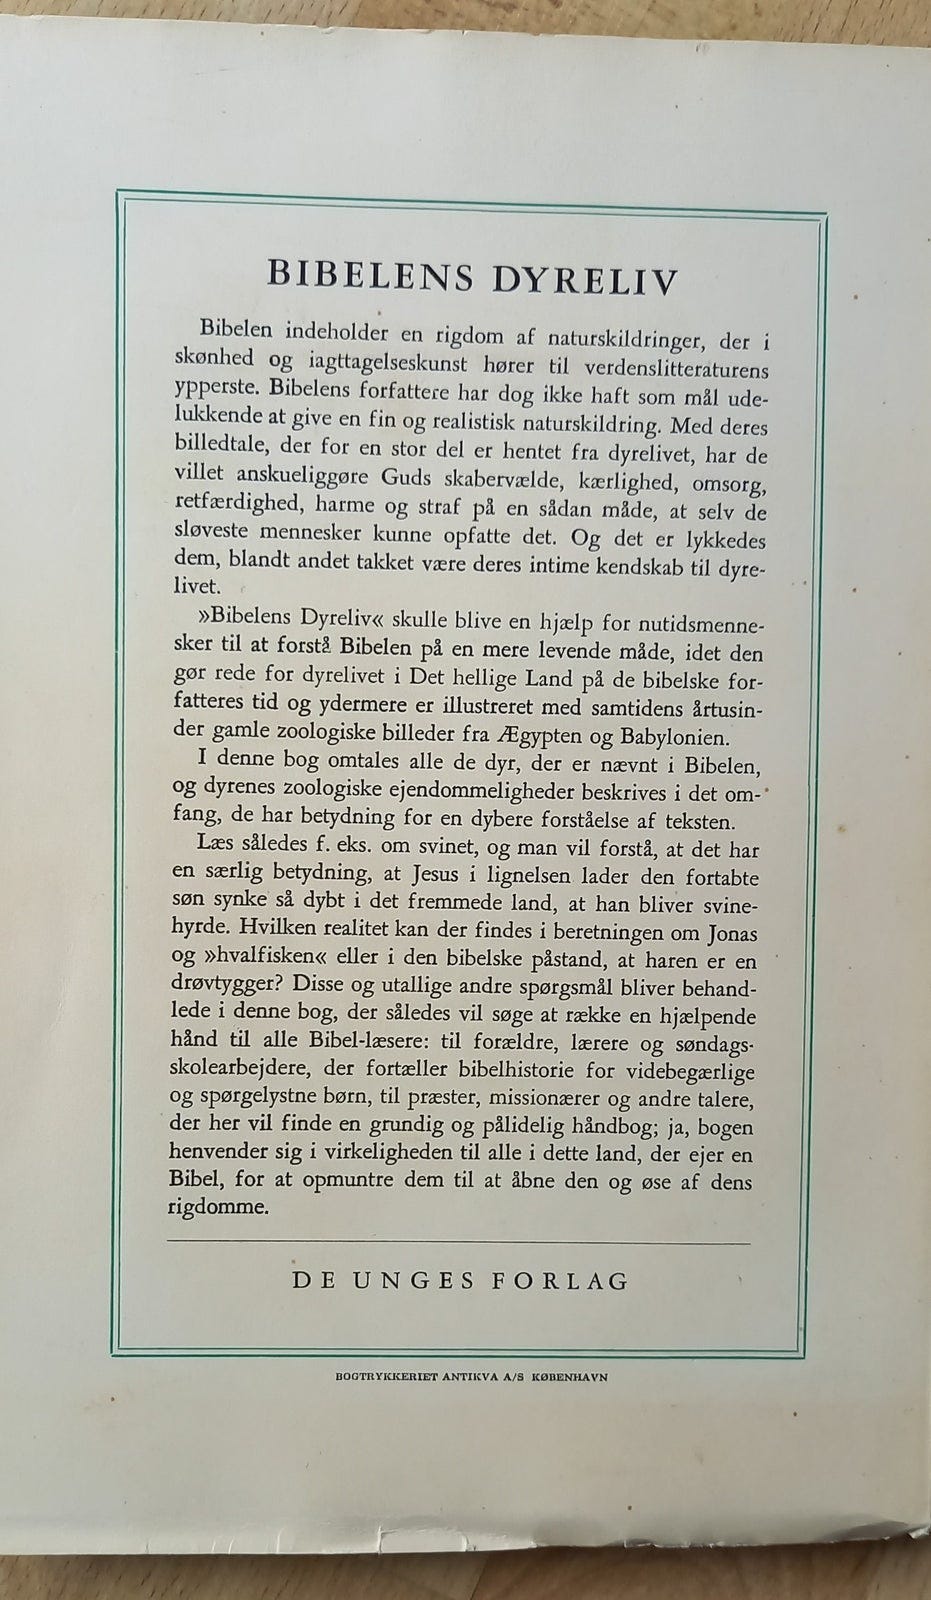 BIBELENS DYRELIV
Bibelen indeholder en rigdom af naturskildringer, der i
skønhed og iagttagelseskunst hører til verdenslitteraturens
ypperste. Bibelens forfattere har dog ikke haft som mål ude-
lukkende at give en fin og realistisk naturskildring. Med deres
billedtale, der for en stor del er hentet fra dyrelivet, har de
villet anskueliggøre Guds skabervælde, kærlighed, omsorg,
retfærdighed, harme og straf på en sådan måde, at selv de
sløveste mennesker kunne opfatte det. Og det er lykkedes
dem, blandt andet takket være deres intime kendskab til dyre-
livet.
»Bibelens Dyreliv« skulle blive en hjælp for nutidsmenne-
sker til at forstå Bibelen på en mere levende måde, idet den
gør rede for dyrelivet i Det hellige Land på de bibelske for-
fatteres tid og ydermere er illustreret med samtidens årtusin-
der gamle zoologiske billeder fra Ægypten og Babylonien.
I denne bog omtales alle de dyr, der er nævnt i Bibelen,
og dyrenes zoologiske ejendommeligheder beskrives i det om-
fang, de har betydning for en dybere forståelse af teksten.
Læs således f. eks. om svinet, og man vil forstå, at det har
en særlig betydning, at Jesus i lignelsen lader den fortabte
søn synke så dybt i det fremmede land, at han bliver svine-
hyrde. Hvilken realitet kan der findes i beretningen om Jonas
og »hvalfisken« eller i den bibelske påstand, at haren er en
drøvtygger? Disse og utallige andre spørgsmål bliver behand-
lede i denne bog, der således vil søge at række en hjælpende
hånd til alle Bibel-læsere: til forældre, lærere og søndags-
skolearbejdere, der fortæller bibelhistorie for videbegærlige
og spørgelystne børn, til præster, missionærer og andre talere,
der her vil finde en grundig og pålidelig håndbog; ja, bogen
henvender sig i virkeligheden til alle i dette land, der ejer en
Bibel, for at opmuntre dem til at åbne den og øse af dens
rigdomme.
DE UNGES FORLAG
BOGTRYKKERIET ANTIKVA A/S KØBENHAVN